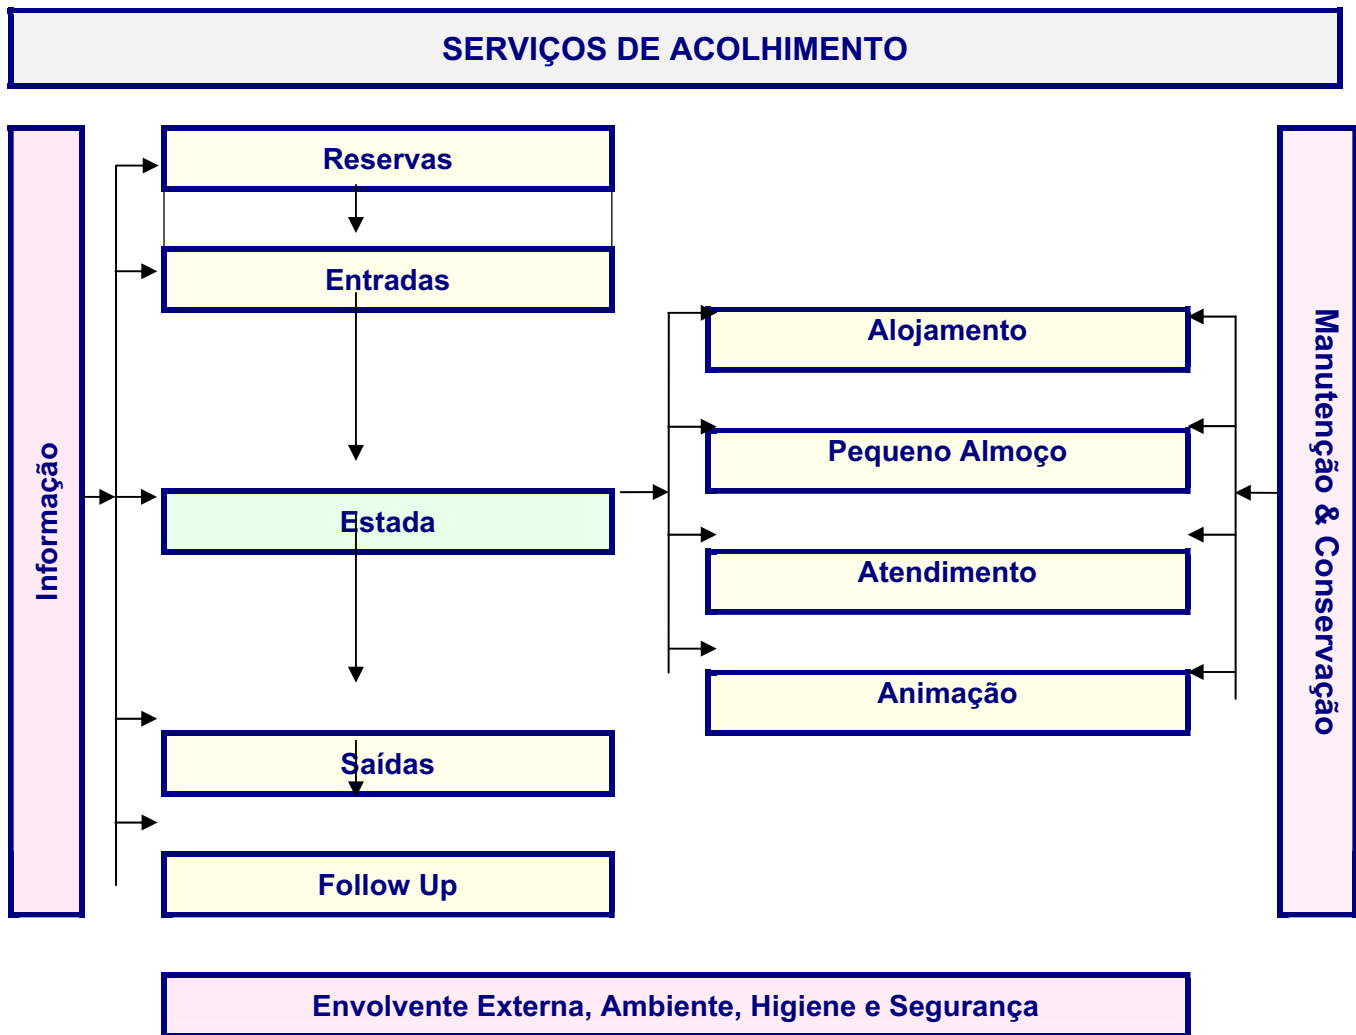 SERVIÇOS DE ACOLHIMENTO
Informação
Reservas
Entradas
Estada
Saídas
Follow Up
Alojamento
Pequeno Almoço
Atendimento
Animação
Manutenção & Conservação
Envolvente Externa, Ambiente, Higiene e Segurança